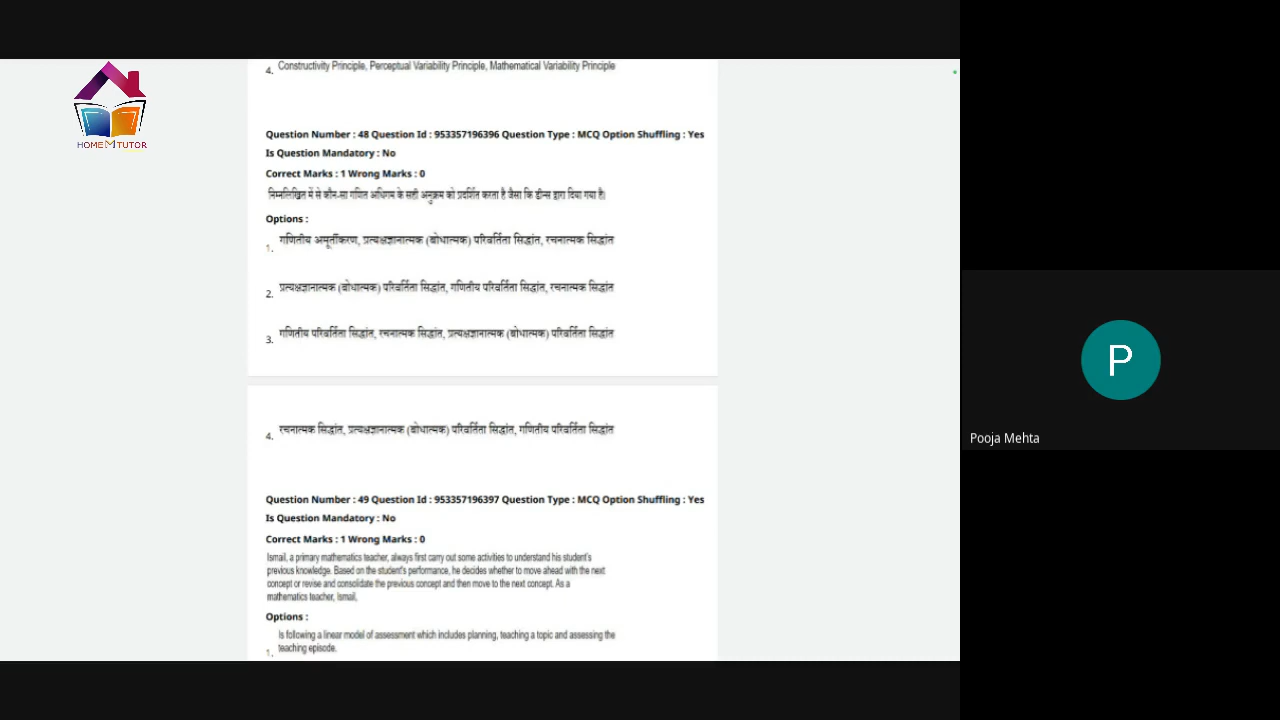 4. Constructivity Principle, Perceptual Variability Principle, Mathematical Variability Principle
HOME M TUTOR
Question Number : 48 Question Id : 953357196396 Question Type : MCQ Option Shuffling : Yes
Is Question Mandatory : No
Correct Marks : 1 Wrong Marks : 0
निम्नलिखित में से कौन-सा गणित अधिगम के सही अनुक्रम को प्रदर्शित करता है जैसा कि डीन्स द्वारा दिया गया है।
Options :
1. गणितीय अमूर्तीकरण, प्रत्यक्षज्ञानात्मक (बोधात्मक) परिवर्तिता सिद्धांत, रचनात्मक सिद्धांत
2. प्रत्यक्षज्ञानात्मक (बोधात्मक) परिवर्तिता सिद्धांत, गणितीय परिवर्तिता सिद्धांत, रचनात्मक सिद्धांत
3. गणितीय परिवर्तिता सिद्धांत, रचनात्मक सिद्धांत, प्रत्यक्षज्ञानात्मक (बोधात्मक) परिवर्तिता सिद्धांत
4. रचनात्मक सिद्धांत, प्रत्यक्षज्ञानात्मक (बोधात्मक) परिवर्तिता सिद्धांत, गणितीय परिवर्तिता सिद्धांत
Question Number : 49 Question Id : 953357196397 Question Type : MCQ Option Shuffling : Yes
Is Question Mandatory : No
Correct Marks : 1 Wrong Marks : 0
Ismail, a primary mathematics teacher, always first carry out some activities to understand his student's
previous knowledge. Based on the student's performance, he decides whether to move ahead with the next
concept or revise and consolidate the previous concept and then move to the next concept. As a
mathematics teacher, Ismail,
Options :
1. Is following a linear model of assessment which includes planning, teaching a topic and assessing the
teaching episode.
P
Pooja Mehta